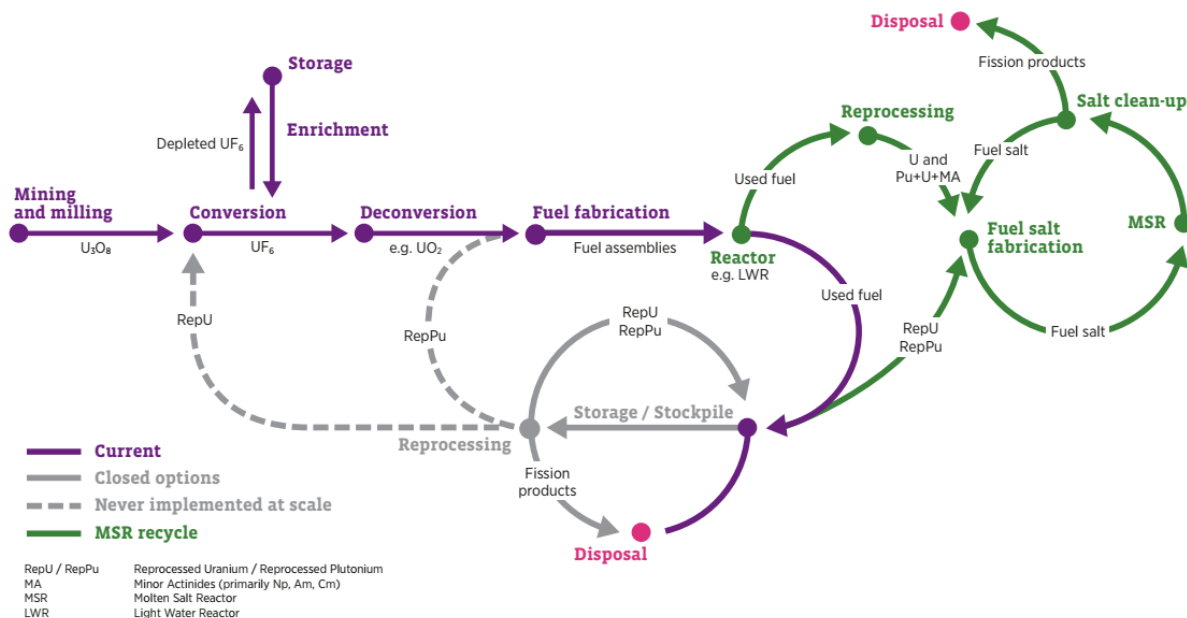 Disposal
Fission products
Storage
Salt clean-up
Enrichment
Depleted UF₆
Reprocessing
Fuel salt
U and
Pu+U+MA
Used fuel
Mining
and milling
Conversion
Deconversion
Fuel fabrication
MSR
U₃O₈
UF₆
e.g. UO₂
Fuel assemblies
Reactor
e.g. LWR
Fuel salt
fabrication
Used fuel
RepU
RepPu
RepU
RepPu
RepU
RepPu
Fuel salt
Storage / Stockpile
Reprocessing
Fission
products
Disposal
Current
Closed options
Never implemented at scale
MSR recycle
RepU / RepPu Reprocessed Uranium / Reprocessed Plutonium
MA Minor Actinides (primarily Np, Am, Cm)
MSR Molten Salt Reactor
LWR Light Water Reactor